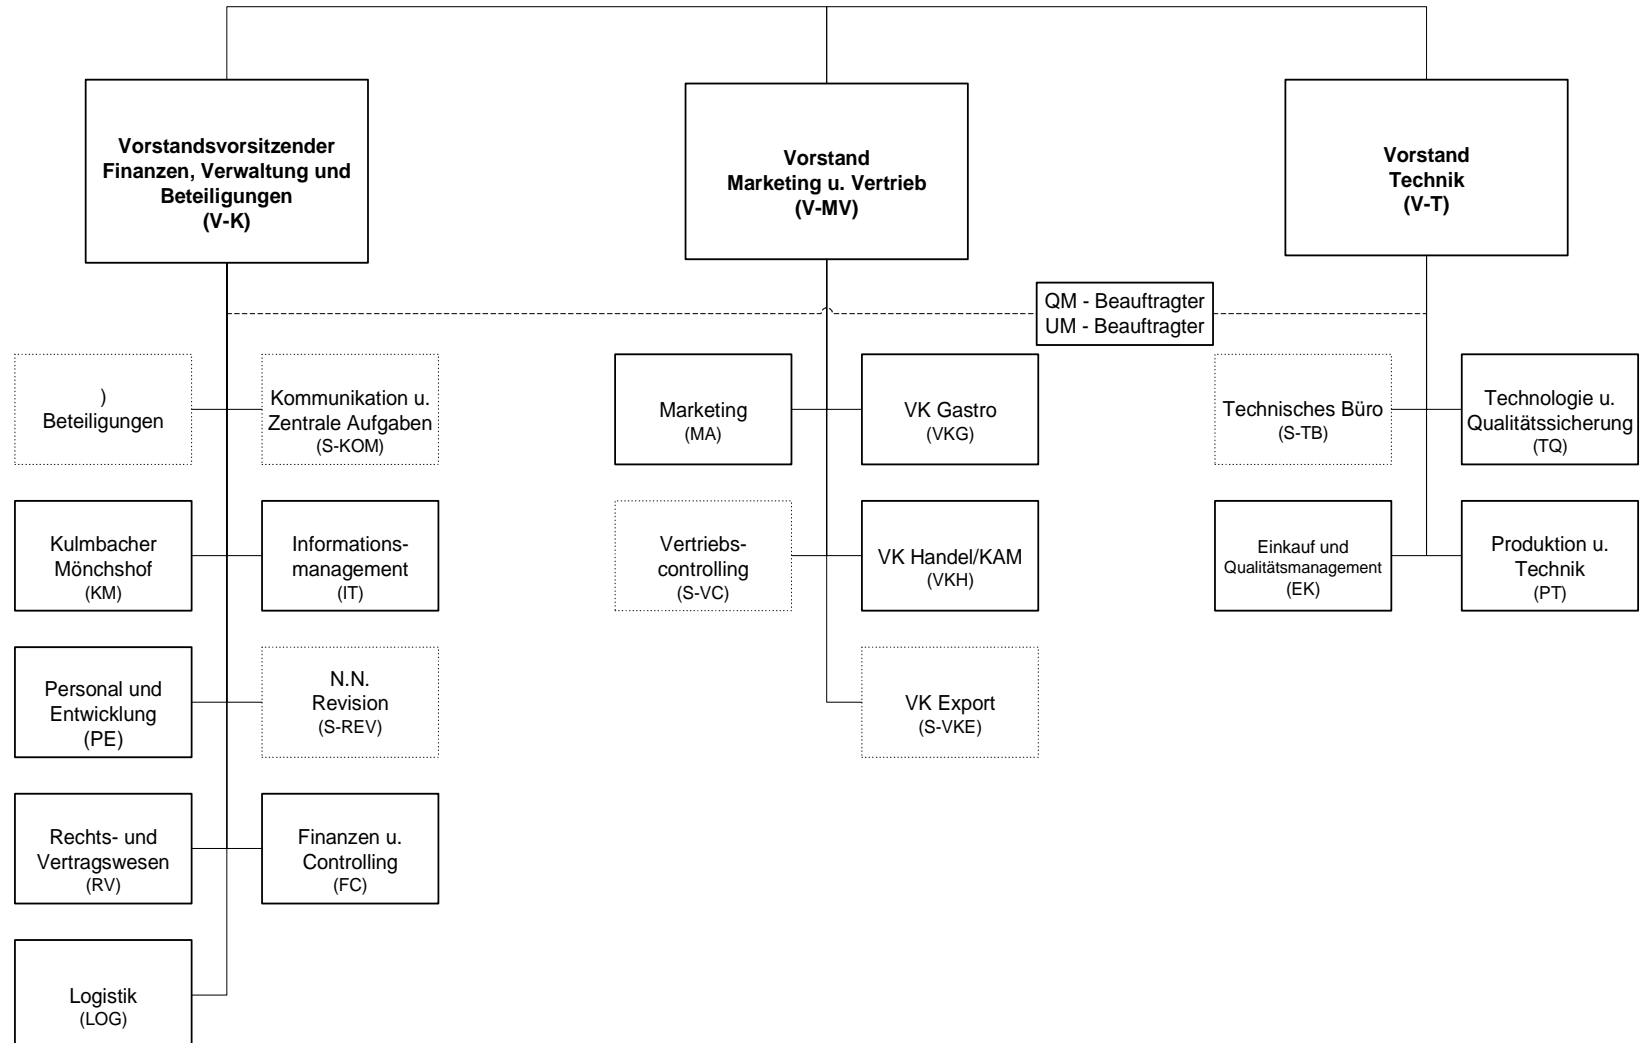 Vorstandsvorsitzender
Finanzen, Verwaltung und
Beteiligungen
(V-K)
Vorstand
Marketing u. Vertrieb
(V-MV)
Vorstand
Technik
(V-T)
QM - Beauftragter
UM - Beauftragter
)
Beteiligungen
Kommunikation u.
Zentrale Aufgaben
(S-KOM)
Marketing
(MA)
VK Gastro
(VKG)
Technisches Büro
(S-TB)
Technologie u.
Qualitätssicherung
(TQ)
Kulmbacher
Mönchshof
(KM)
Informations-
management
(IT)
Vertriebs-
controlling
(S-VC)
VK Handel/KAM
(VKH)
Einkauf und
Qualitätsmanagement
(EK)
Produktion u.
Technik
(PT)
Personal und
Entwicklung
(PE)
N.N.
Revision
(S-REV)
VK Export
(S-VKE)
Rechts- und
Vertragswesen
(RV)
Finanzen u.
Controlling
(FC)
Logistik
(LOG)